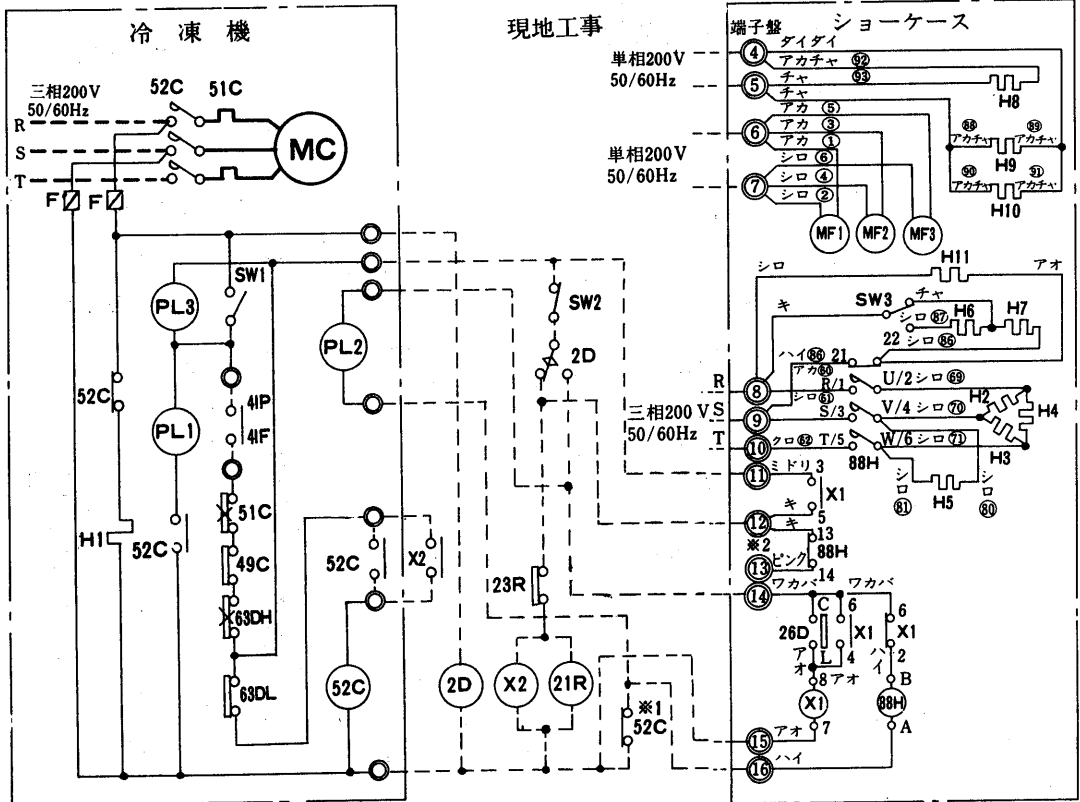 冷凍機
現地工事
ショーケース
三相200V
50/60Hz
52C
51C
R
S
T
MC
F
F
SW1
PL3
PL2
52C
41P
41F
PL1
51C
H1
52C
49C
63DH
63DL
52C
X2
52C
SW2
2D
23R
2D
X2
21R
※1
52C
単相200V
50/60Hz
単相200V
50/60Hz
三相200V
50/60Hz
R
S
T
端子盤
④ ダイダイ
アカチャ ㉒
⑤ チャ ㉓
チャ
H8
アカ ⑤
⑥ アカ ③
アカ ①
シロ ⑥
⑦ シロ ④
シロ ②
MF1
MF2
MF3
88 アカチャ
89 アカチャ
H9
90 アカチャ
91 アカチャ
H10
シロ
H11
アオ
キ
SW3
チャ
シロ 87
H6
H7
22 シロ 86
ハイ 86 21
アカ 60
⑧ R/1
U/2 シロ 69
シロ 61
⑨ S/3
V/4 シロ 70
⑩ クロ 62 T/5
W/6 シロ 71
88H
H2
H4
H3
H5
シロ 81
シロ 80
⑪ ミドリ 3
X1
キ 5
⑫ キ 13
※2
88H
⑬ ピンク 14
⑭ ワカバ
ワカバ
C
6
6
26D
X1
X1
L
4
2
アオ
ハイ
8 アオ
B
X1
88H
7
A
⑮ アオ
⑯ ハイ